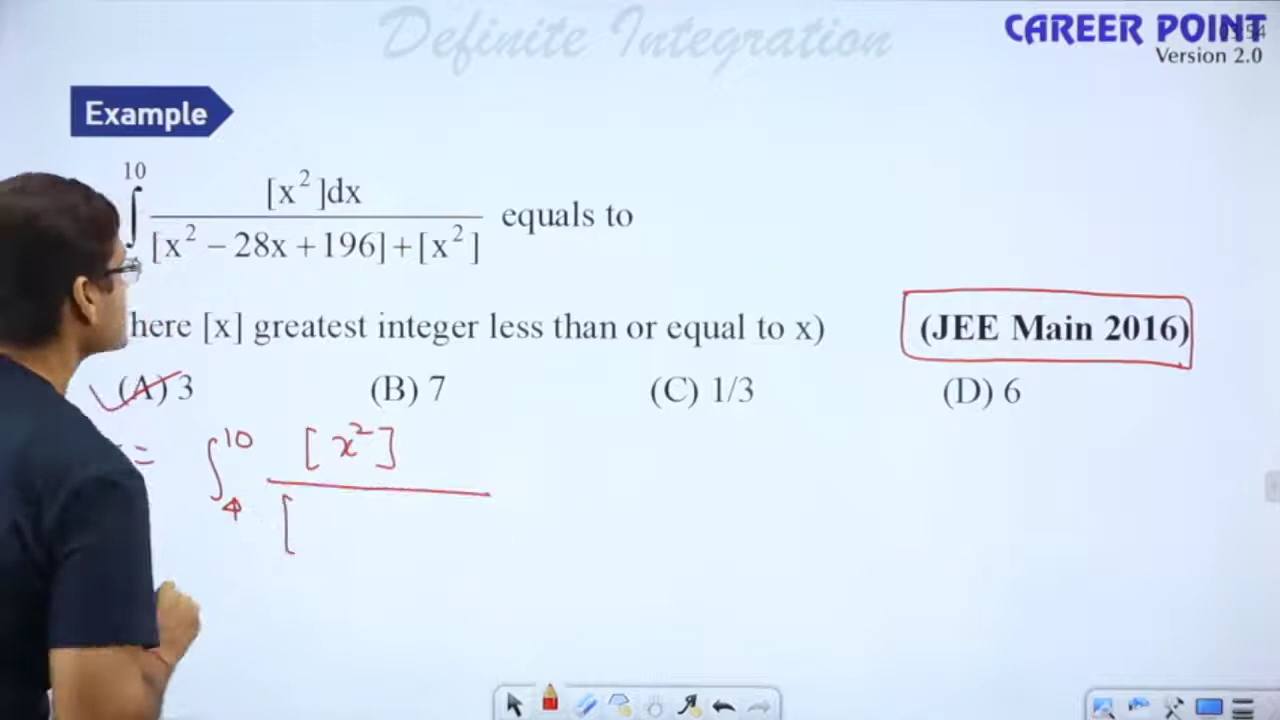 Definite Integration
CAREER POINT
Version 2.0
Example
∫ 10 [x² ]dx / [x² − 28x + 196] + [x² ] equals to
here [x] greatest integer less than or equal to x)
(JEE Main 2016)
(A) 3 (B) 7 (C) 1/3 (D) 6
= ∫ 4 10 [x²]
[